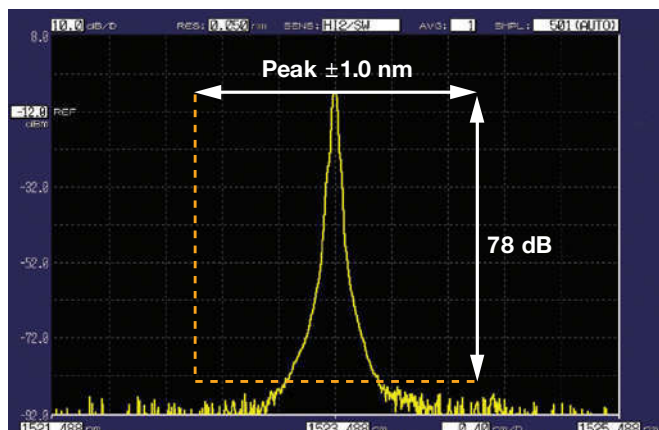 10.0 dB/D RES: 0.050 nm SENS: HI2/SW AVG: 1 SMPL: 501 (AUTO)
8.0
Peak ±1.0 nm
-12.0 REF
dBm
-32.0
78 dB
-52.0
-72.0
-92.0
1521.488 nm 1523.488 nm 0.40 nm/D 1525.488 nm